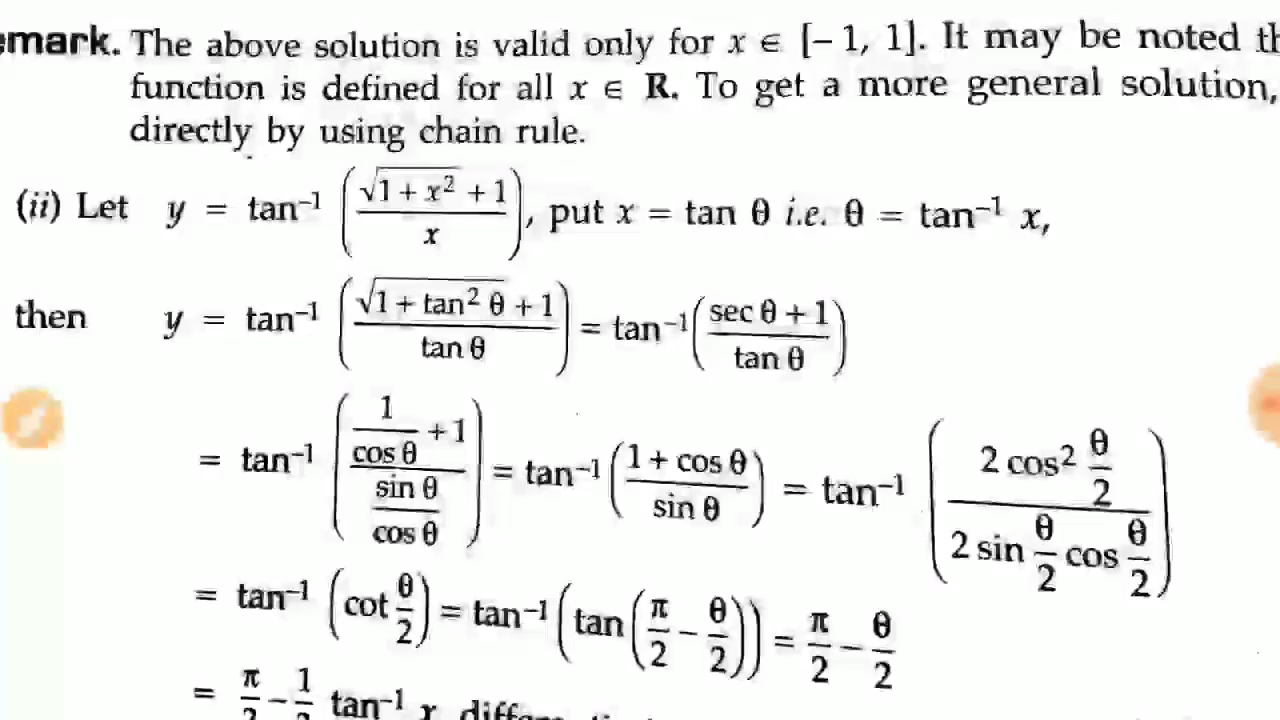 emark. The above solution is valid only for x ∈ [– 1, 1]. It may be noted th
function is defined for all x ∈ R. To get a more general solution,
directly by using chain rule.
(ii) Let y = tan⁻¹ ( (√(1 + x²) + 1) / x ), put x = tan θ i.e. θ = tan⁻¹ x,
then y = tan⁻¹ ( (√(1 + tan² θ) + 1) / tan θ ) = tan⁻¹ ( (sec θ + 1) / tan θ )
= tan⁻¹ ( (1/cos θ + 1) / (sin θ/cos θ) ) = tan⁻¹ ( (1 + cos θ) / sin θ ) = tan⁻¹ ( (2 cos² θ/2) / (2 sin θ/2 cos θ/2) )
= tan⁻¹ ( cot θ/2 ) = tan⁻¹ ( tan ( π/2 – θ/2 ) ) = π/2 – θ/2
= π/2 – 1/2 tan⁻¹ x